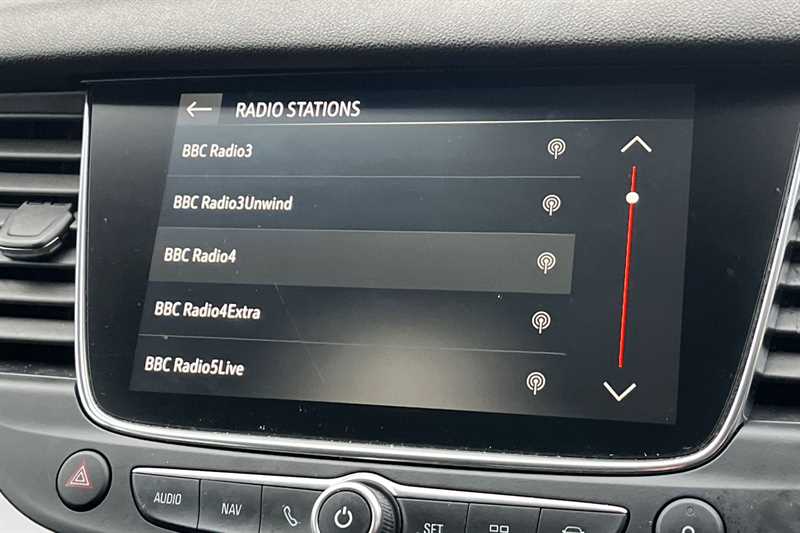 RADIO STATIONS
BBC Radio3
BBC Radio3Unwind
BBC Radio4
BBC Radio4Extra
BBC Radio5Live
AUDIO
NAV
SET